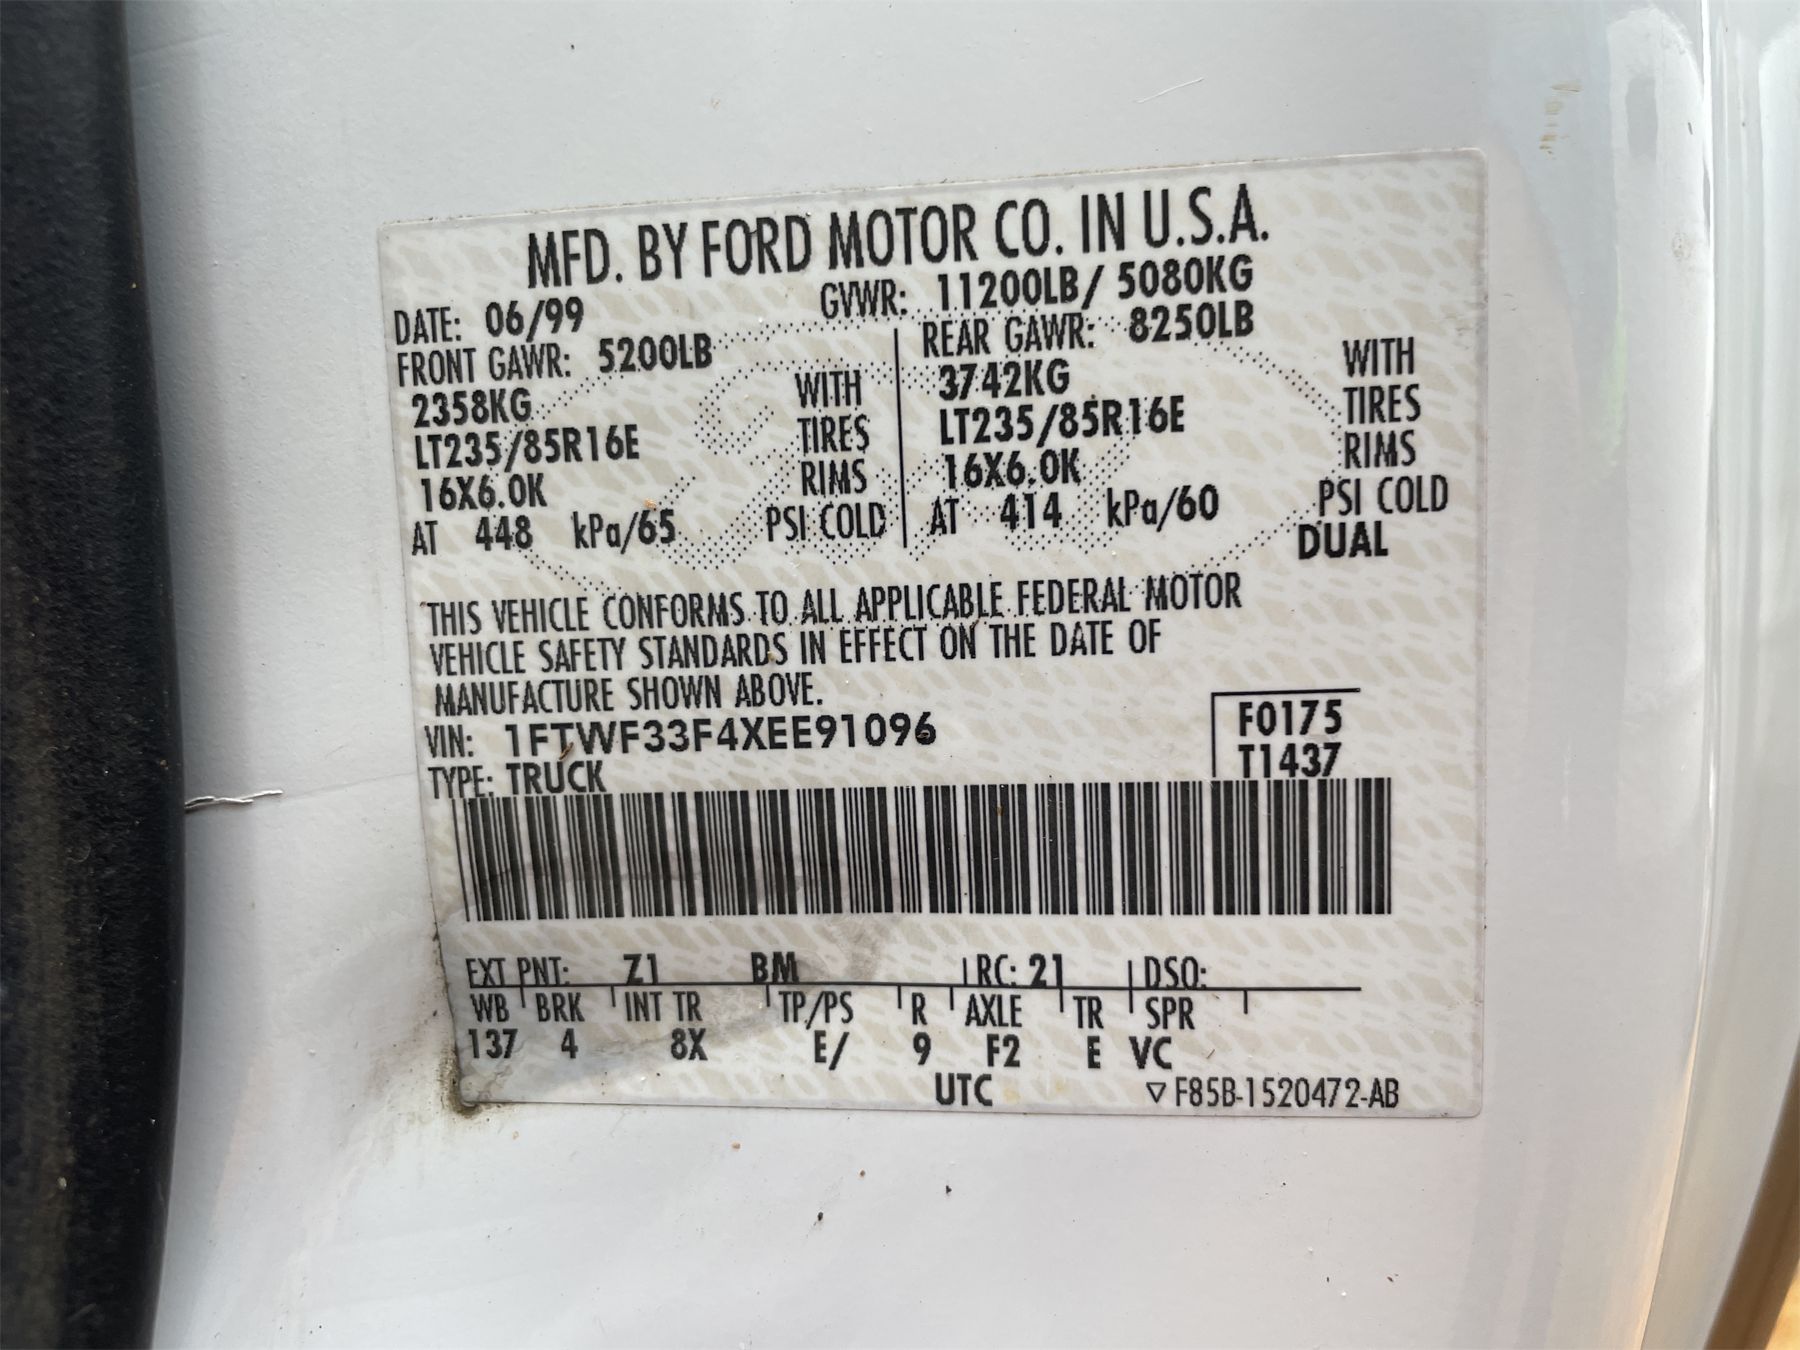 MFD. BY FORD MOTOR CO. IN U.S.A.
DATE: 06/99 GVWR: 11200LB/ 5080KG
FRONT GAWR: 5200LB REAR GAWR: 8250LB
2358KG WITH 3742KG WITH
LT235/85R16E TIRES LT235/85R16E TIRES
16X6.0K RIMS 16X6.0K RIMS
AT 448 kPa/65 PSI COLD AT 414 kPa/60 PSI COLD
DUAL
THIS VEHICLE CONFORMS TO ALL APPLICABLE FEDERAL MOTOR
VEHICLE SAFETY STANDARDS IN EFFECT ON THE DATE OF
MANUFACTURE SHOWN ABOVE.
VIN: 1FTWF33F4XEE91096 F0175
TYPE: TRUCK T1437
EXT PNT: Z1 BM RC: 21 DSO:
WB BRK INT TR TP/PS R AXLE TR SPR
137 4 8X E/ 9 F2 E VC
UTC ▽ F85B-1520472-AB